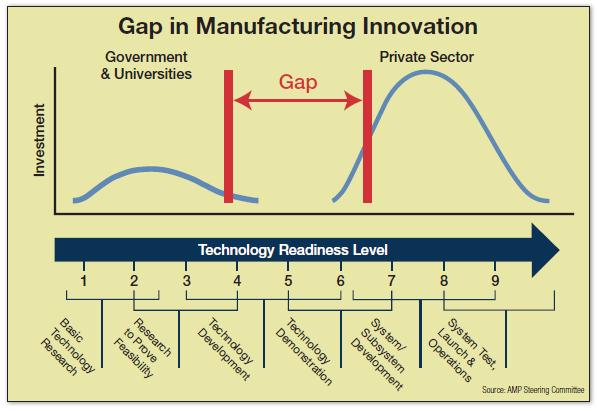 Gap in Manufacturing Innovation
Government
& Universities
Private Sector
Gap
Investment
Technology Readiness Level
1 2 3 4 5 6 7 8 9
Basic
Technology
Research
Research
to Prove
Feasibility
Technology
Development
Technology
Demonstration
System/
Subsystem
Development
System Test,
Launch &
Operations
Source: AMP Steering Committee